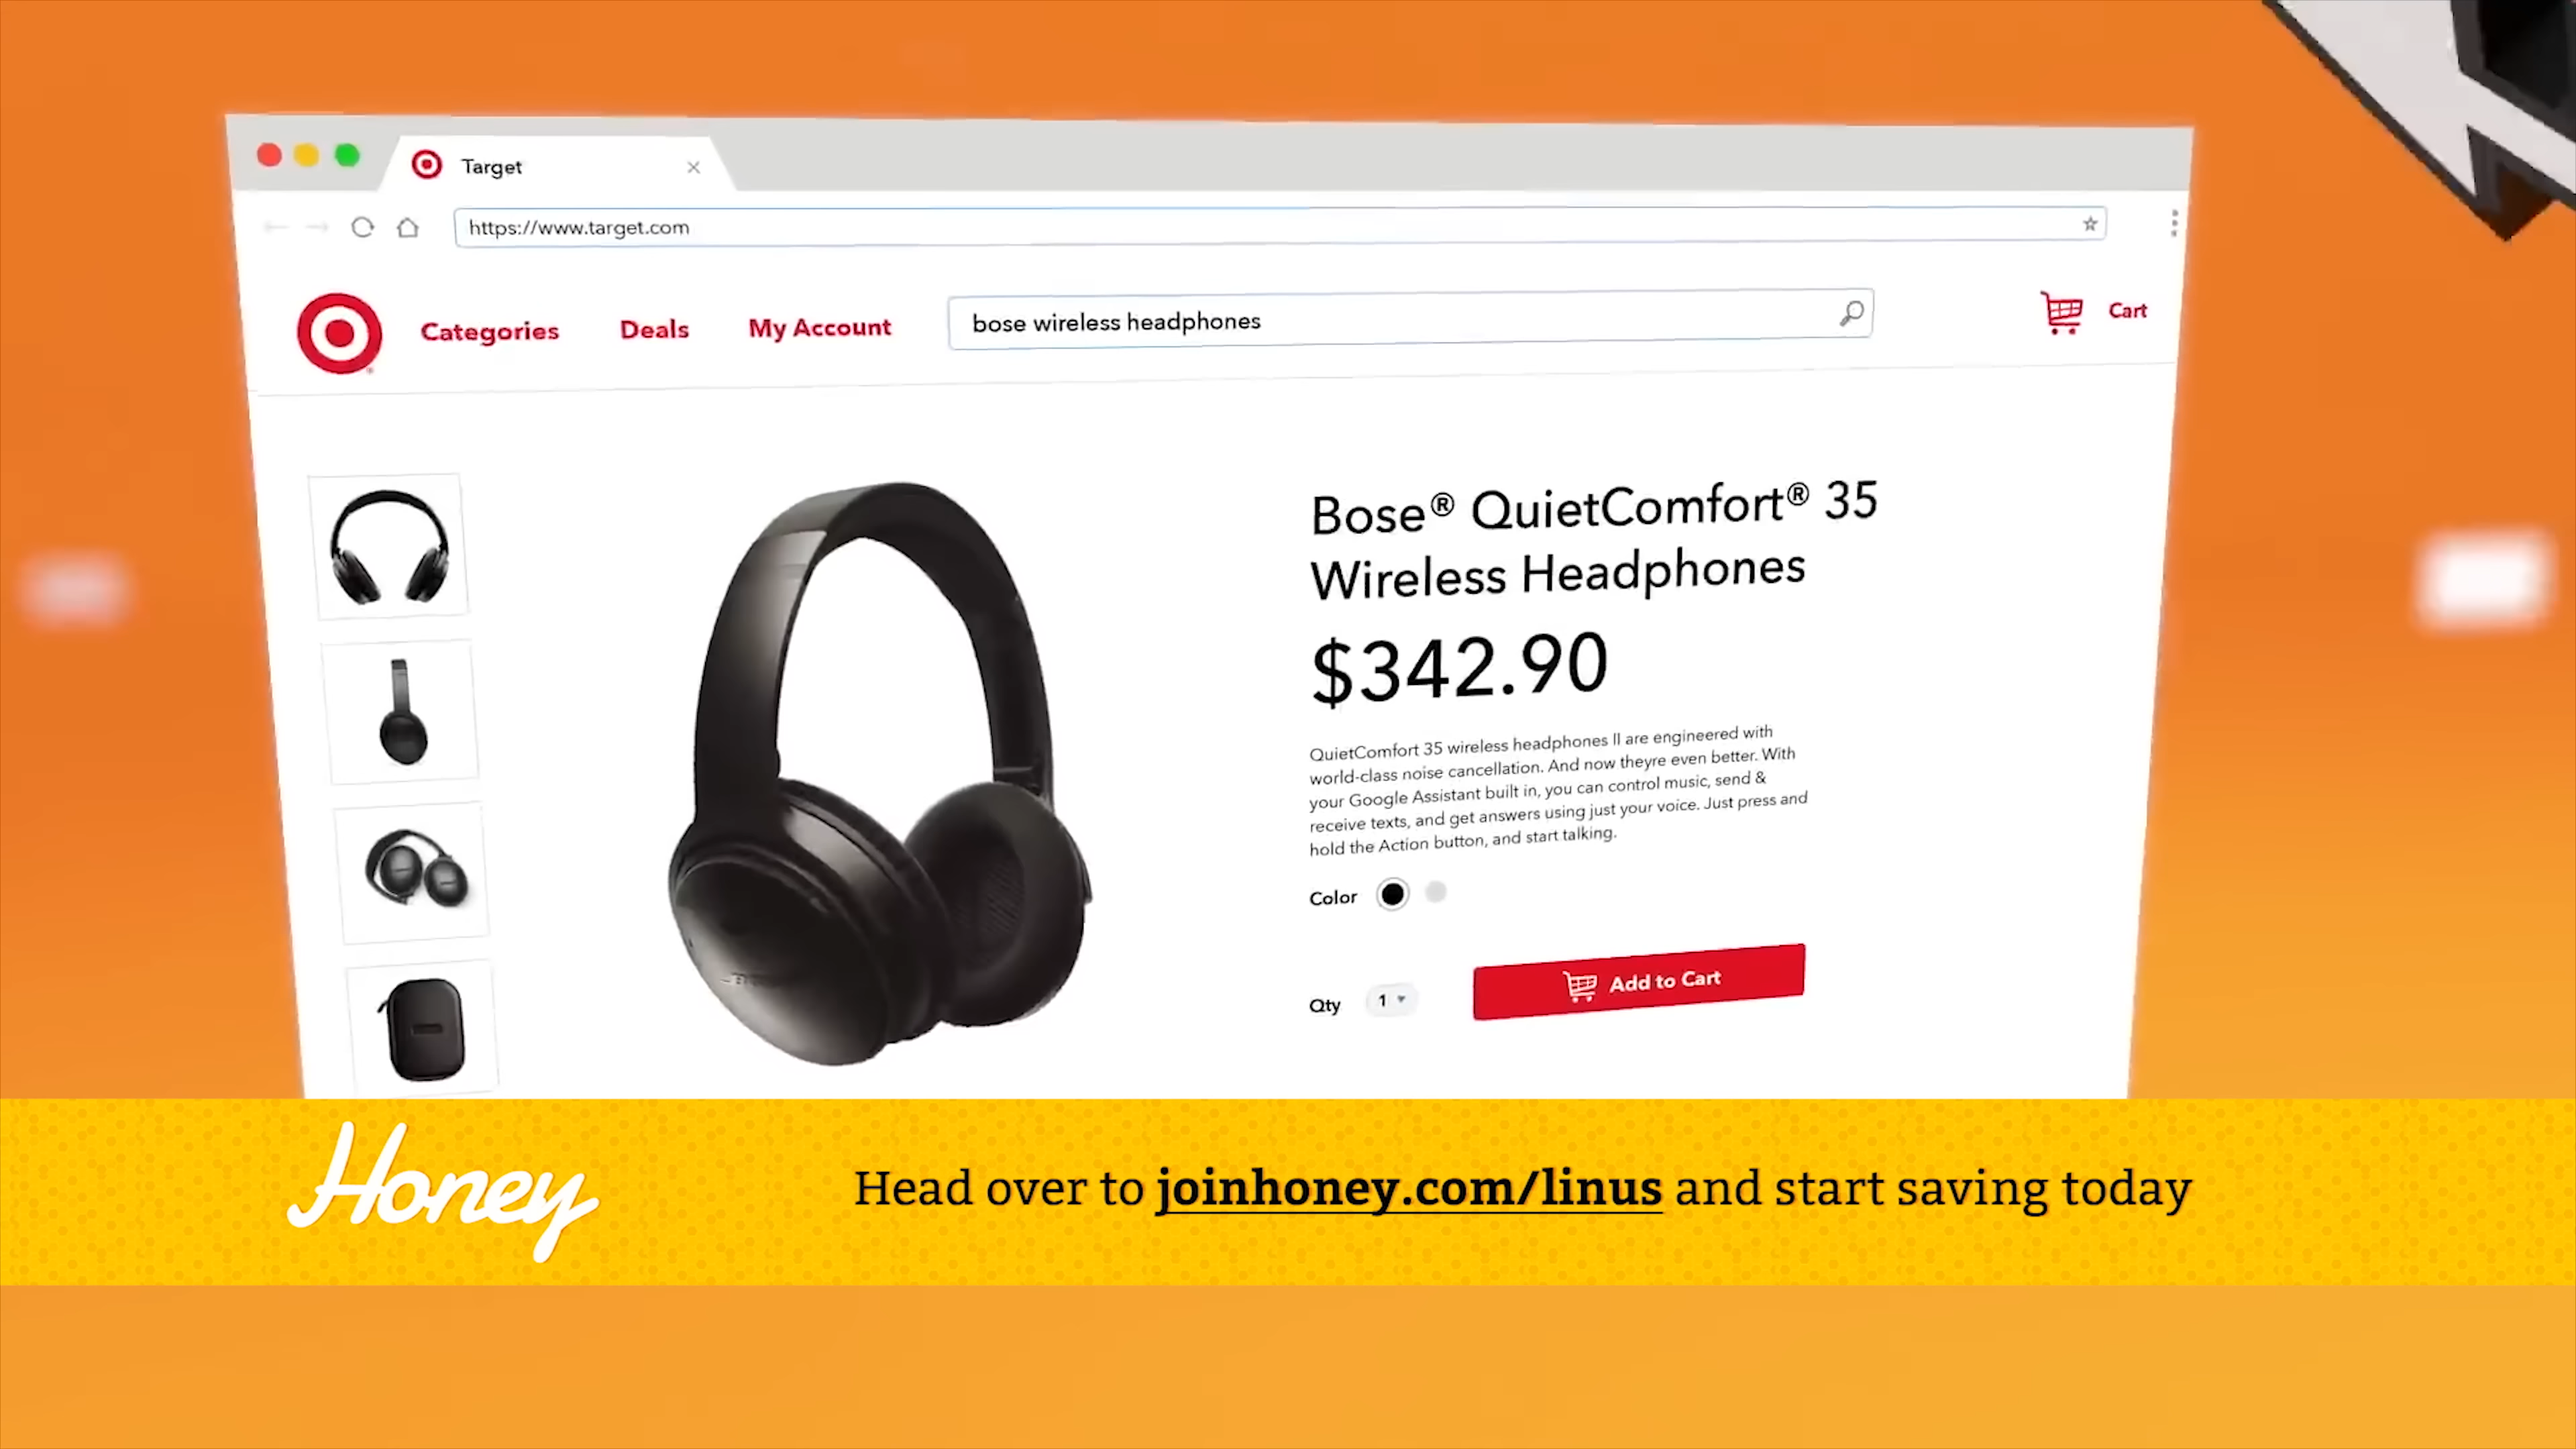 Target
https://www.target.com
Categories Deals My Account bose wireless headphones Cart
Bose® QuietComfort® 35
Wireless Headphones
$342.90
QuietComfort 35 wireless headphones II are engineered with
world-class noise cancellation. And now theyre even better. With
your Google Assistant built in, you can control music, send &
receive texts, and get answers using just your voice. Just press and
hold the Action button, and start talking.
Color
Qty 1 Add to Cart
Honey Head over to joinhoney.com/linus and start saving today